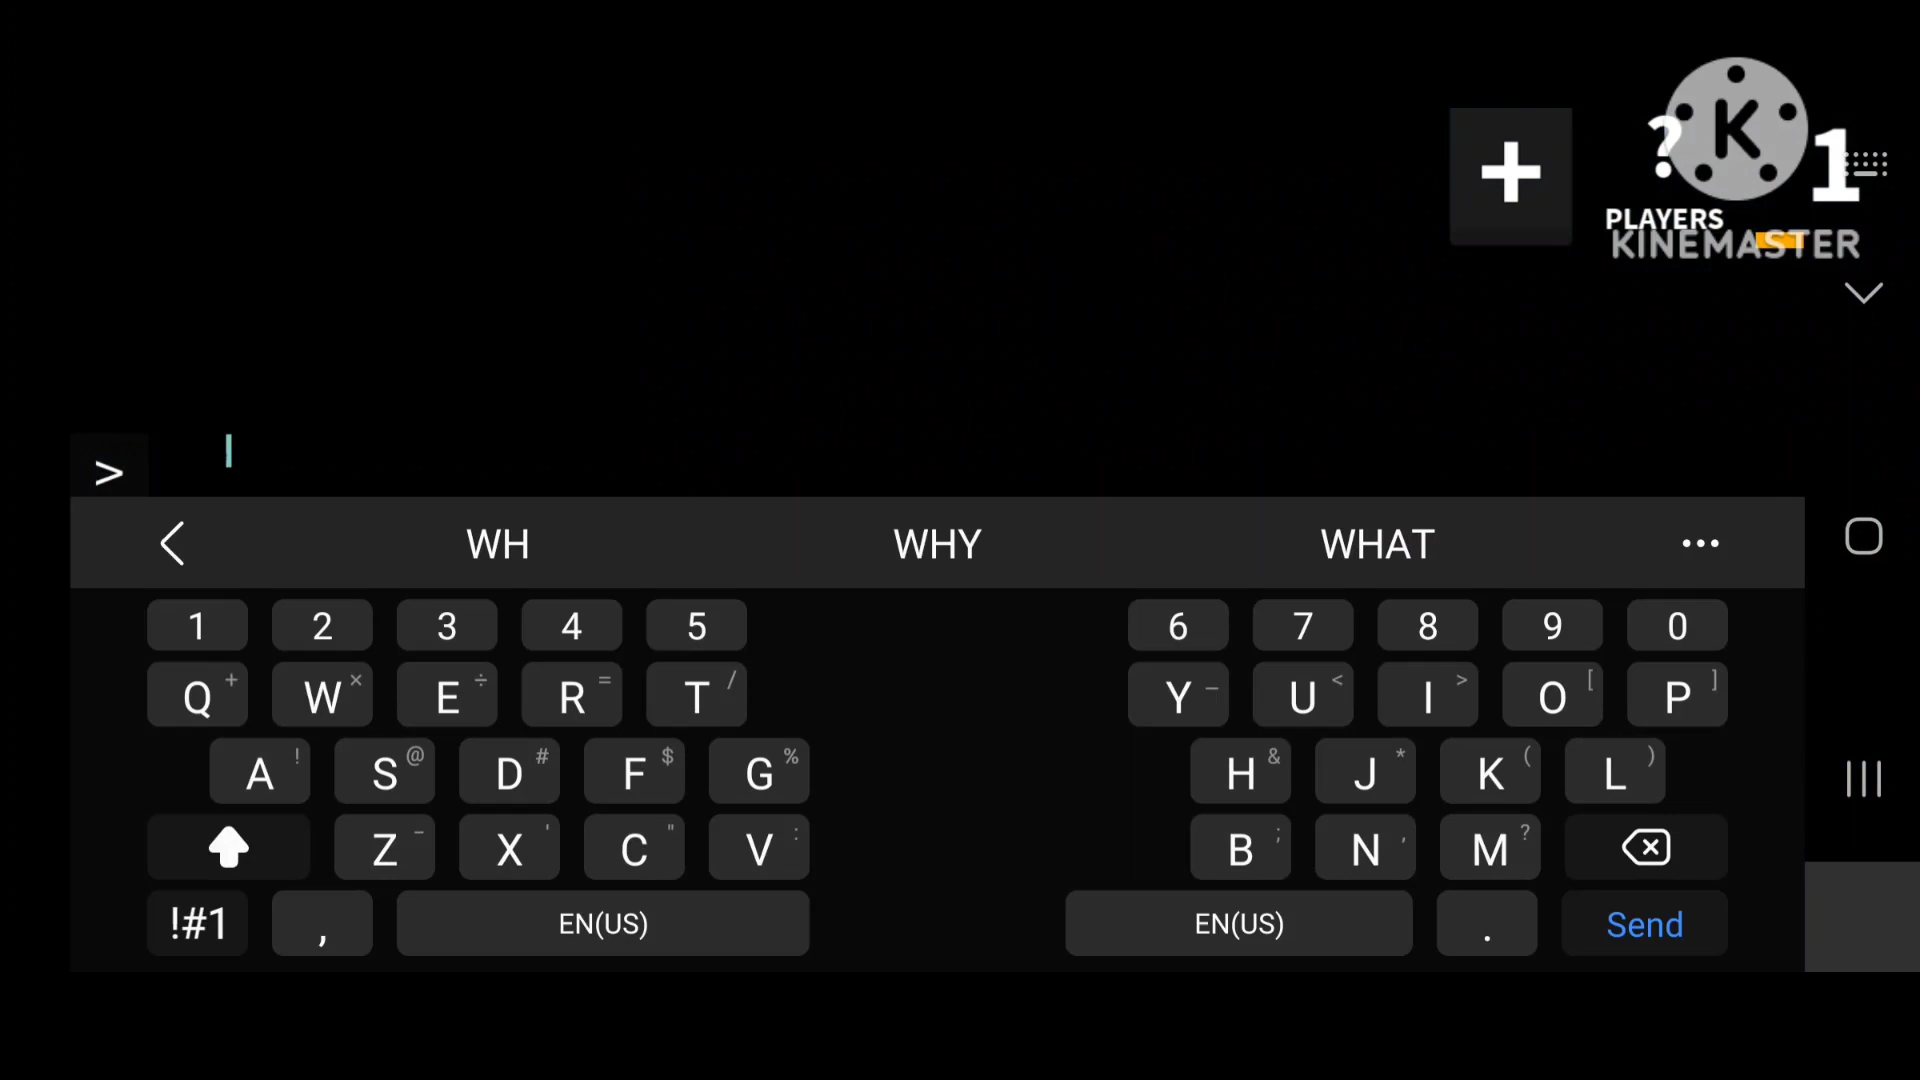 + ? K 1
PLAYERS
KINEMASTER
>
WH WHY WHAT ...
1 2 3 4 5 6 7 8 9 0
Q + W × E ÷ R = T / Y _ U < I > O [ P ]
A ! S @ D # F $ G % H & J * K ( L )
Z - X ' C " V : B ; N , M ?
!#1 , EN(US) EN(US) . Send